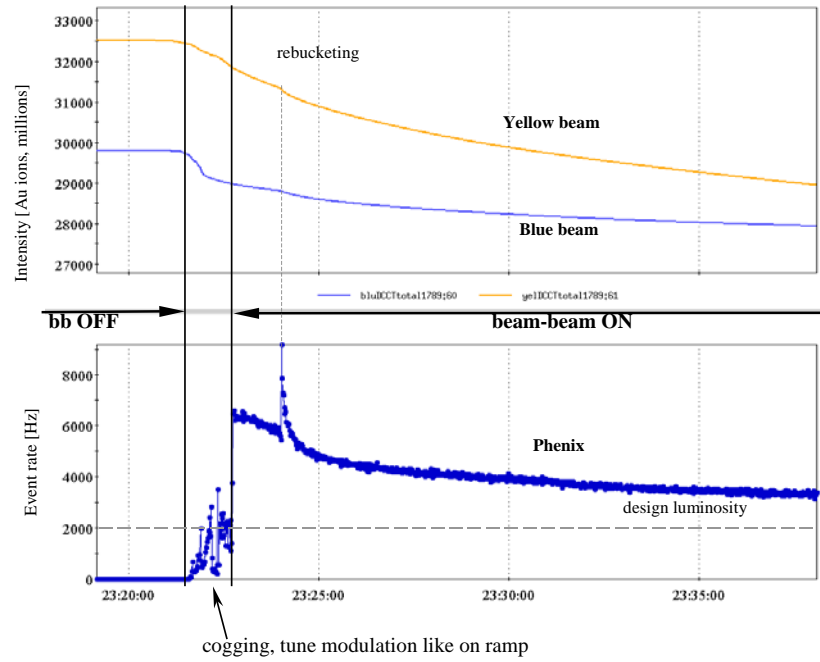 33000
32000
31000
30000
29000
28000
27000
Intensity [Au ions, millions]
rebucketing
Yellow beam
Blue beam
bluDCCTtotal1789;60 yelDCCTtotal1789;61
bb OFF beam-beam ON
8000
6000
4000
2000
0
Event rate [Hz]
Phenix
design luminosity
23:20:00 23:25:00 23:30:00 23:35:00
cogging, tune modulation like on ramp